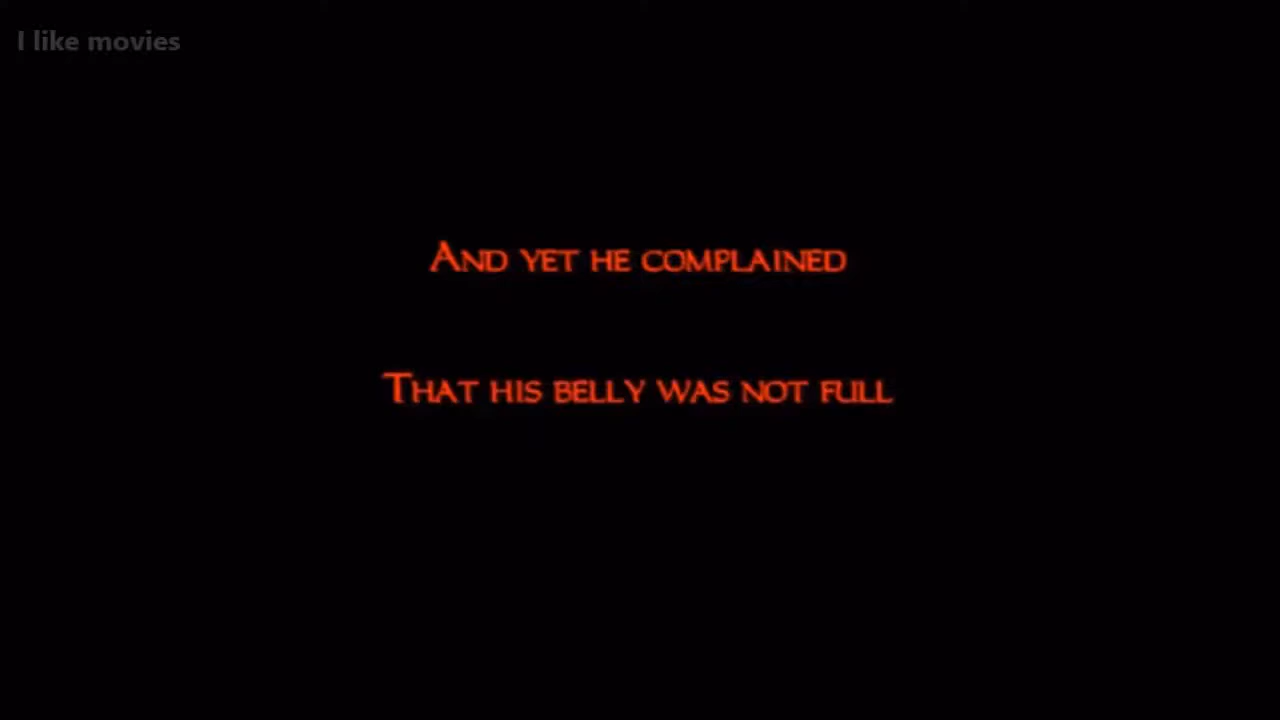 I like movies
And yet he complained
That his belly was not full